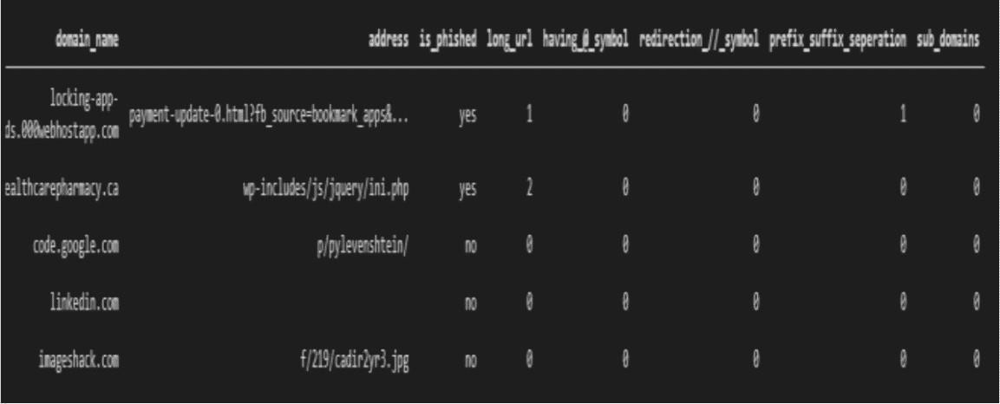 domain_name address is_phished long_url having_@_symbol redirection_//_symbol prefix_suffix_seperation sub_domains
locking-app-
ds.000webhostapp.com payment-update-0.html?fb_source=bookmark_apps&... yes 1 0 0 1 0
ealthcarepharmacy.ca wp-includes/js/jquery/ini.php yes 2 0 0 0 0
code.google.com p/pylevenshtein/ no 0 0 0 0 0
linkedin.com no 0 0 0 0 0
imageshack.com f/219/cadir2yr3.jpg no 0 0 0 0 0